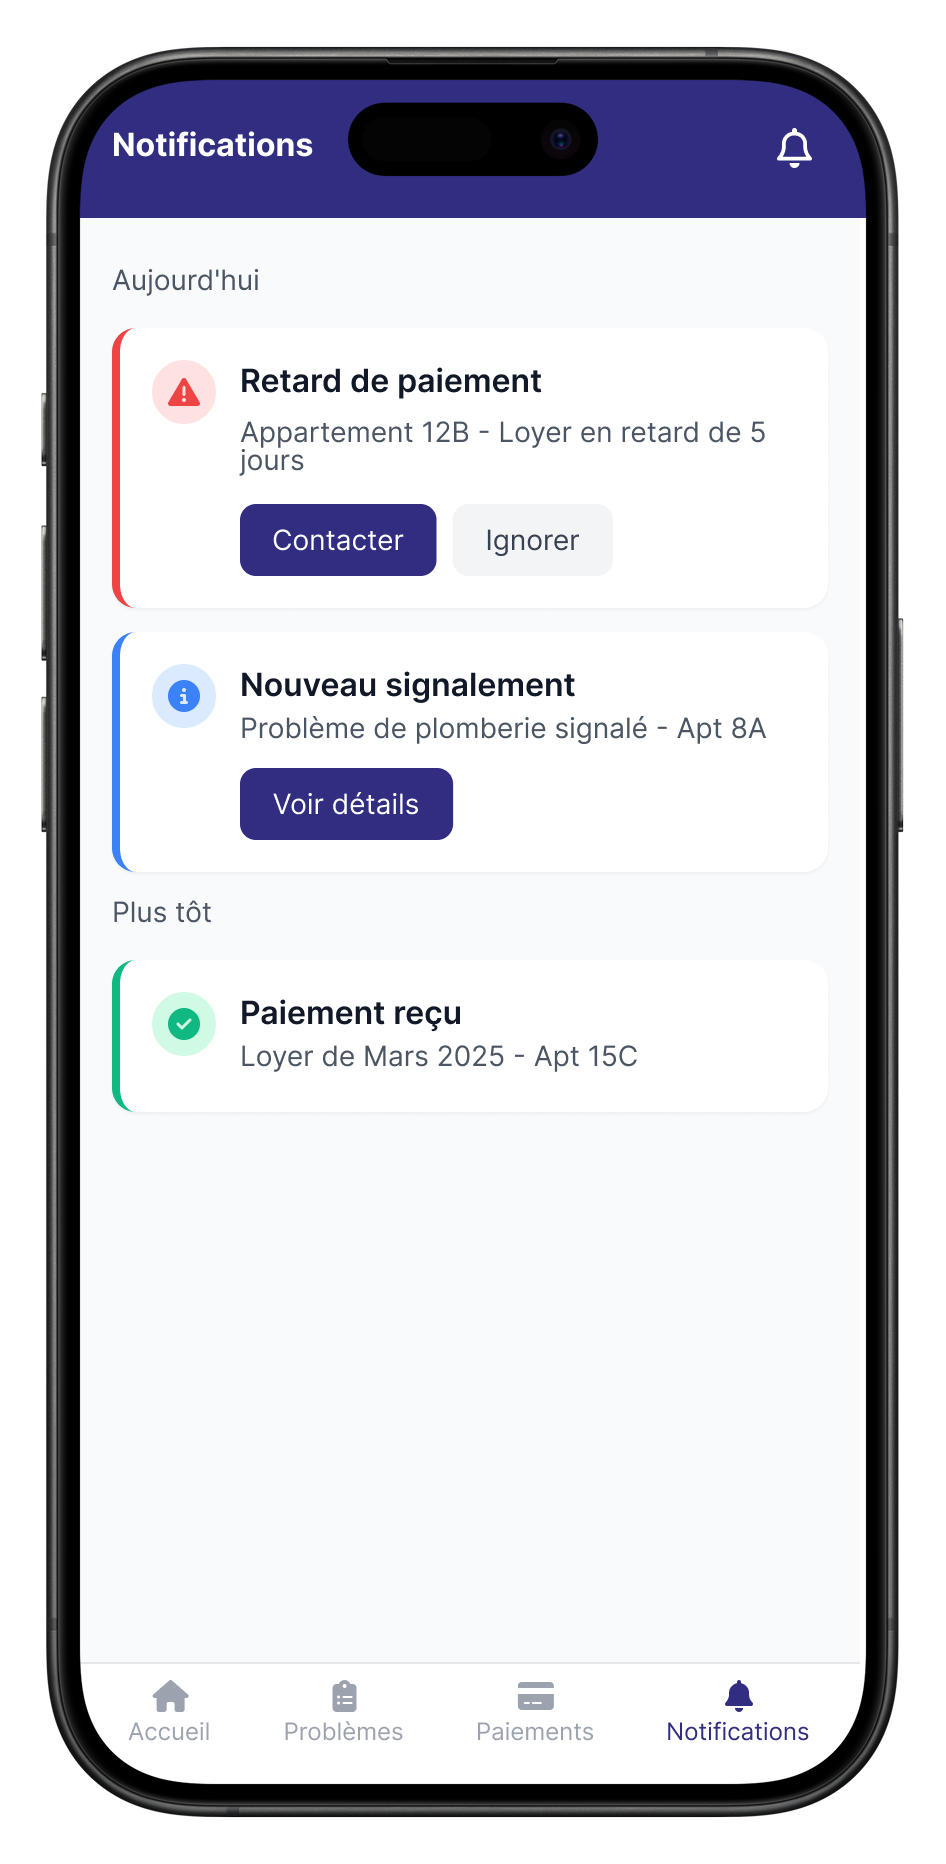 Notifications
Aujourd'hui
Retard de paiement
Appartement 12B - Loyer en retard de 5
jours
Contacter
Ignorer
Nouveau signalement
Problème de plomberie signalé - Apt 8A
Voir détails
Plus tôt
Paiement reçu
Loyer de Mars 2025 - Apt 15C
Accueil
Problèmes
Paiements
Notifications